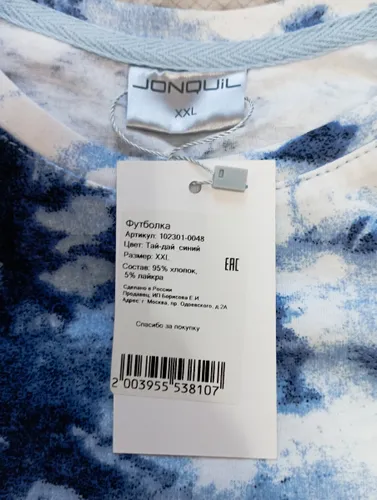 JONQUIL
XXL
Футболка
Артикул: 102301-0048
Цвет: Тай-дай синий
Размер: XXL
Состав: 95% хлопок,
5% лайкра
EAC
Сделано в России
Продавец: ИП Борисова Е.И
Адрес: г. Москва, пр. Одоевского, д.2А
Спасибо за покупку
2 003955 538107